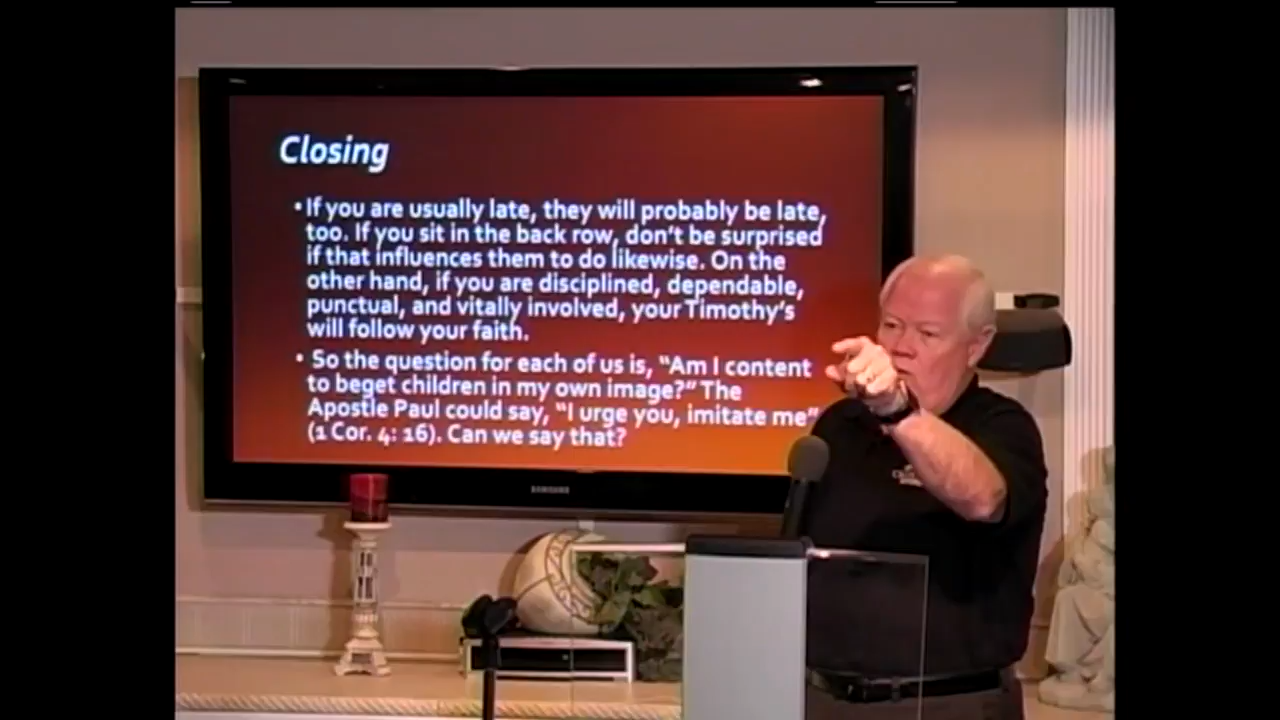 Closing
• If you are usually late, they will probably be late,
too. If you sit in the back row, don't be surprised
if that influences them to do likewise. On the
other hand, if you are disciplined, dependable,
punctual, and vitally involved, your Timothy's
will follow your faith.
• So the question for each of us is, “Am I content
to beget children in my own image?” The
Apostle Paul could say, “I urge you, imitate me”
(1 Cor. 4: 16). Can we say that?
SAMSUNG